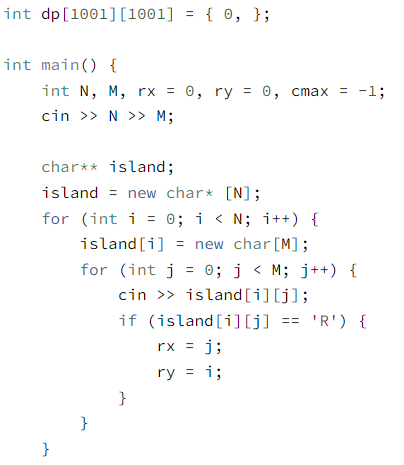 int dp[1001][1001] = { 0, };
int main() {
int N, M, rx = 0, ry = 0, cmax = -1;
cin >> N >> M;
char** island;
island = new char* [N];
for (int i = 0; i < N; i++) {
island[i] = new char[M];
for (int j = 0; j < M; j++) {
cin >> island[i][j];
if (island[i][j] == 'R') {
rx = j;
ry = i;
}
}
}